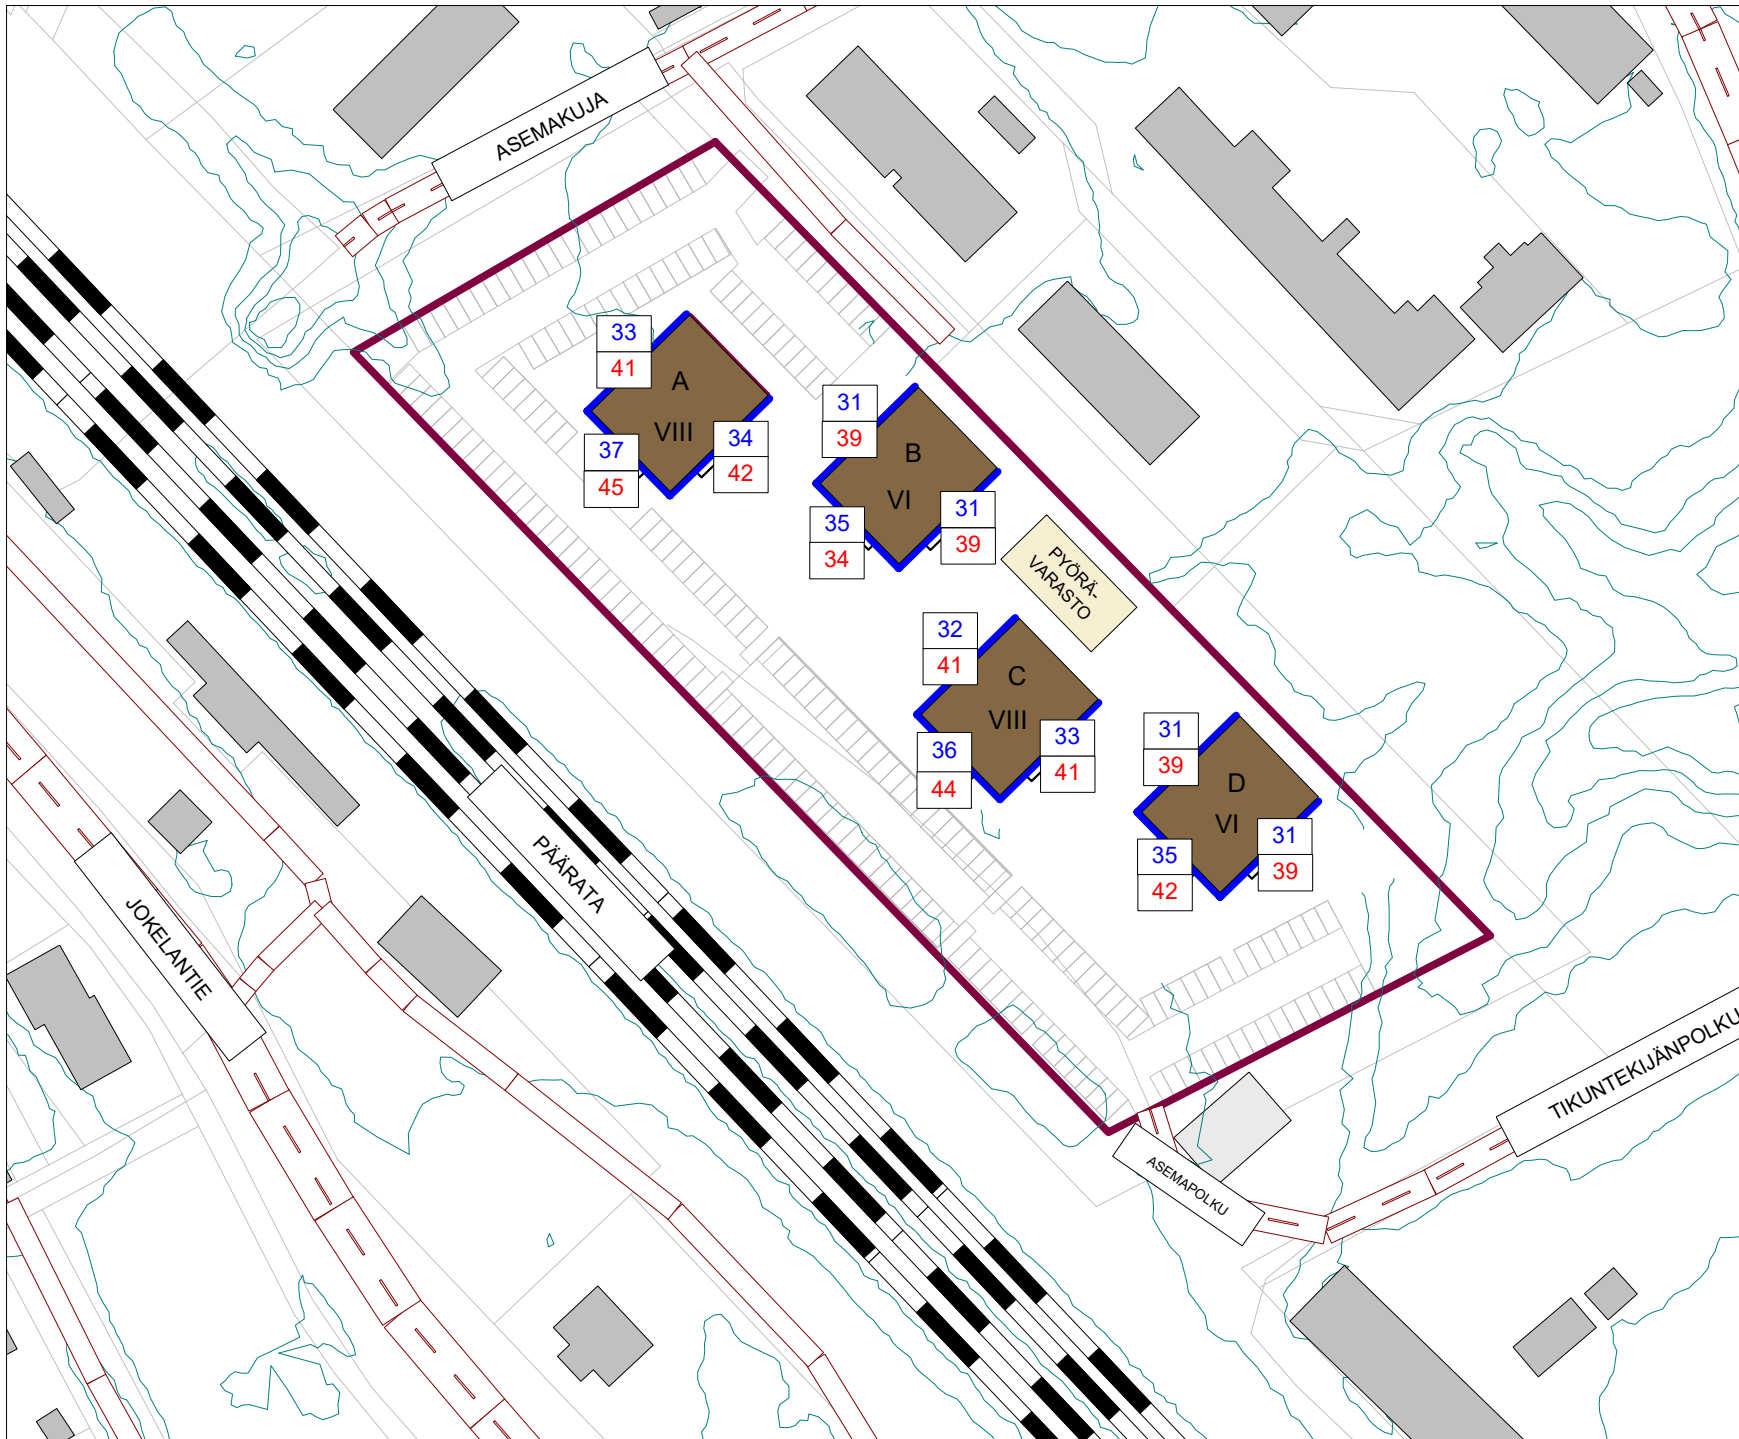 ASEMAKUJA
33
41
A
VIII
37
45
34
42
31
39
B
VI
35
34
31
39
PYÖRÄ-
VARASTO
32
41
C
VIII
36
44
33
41
31
39
D
VI
35
42
31
39
PÄÄRATA
JOKELANTIE
TIKUNTEKIJÄNPOLKU
ASEMAPOLKU